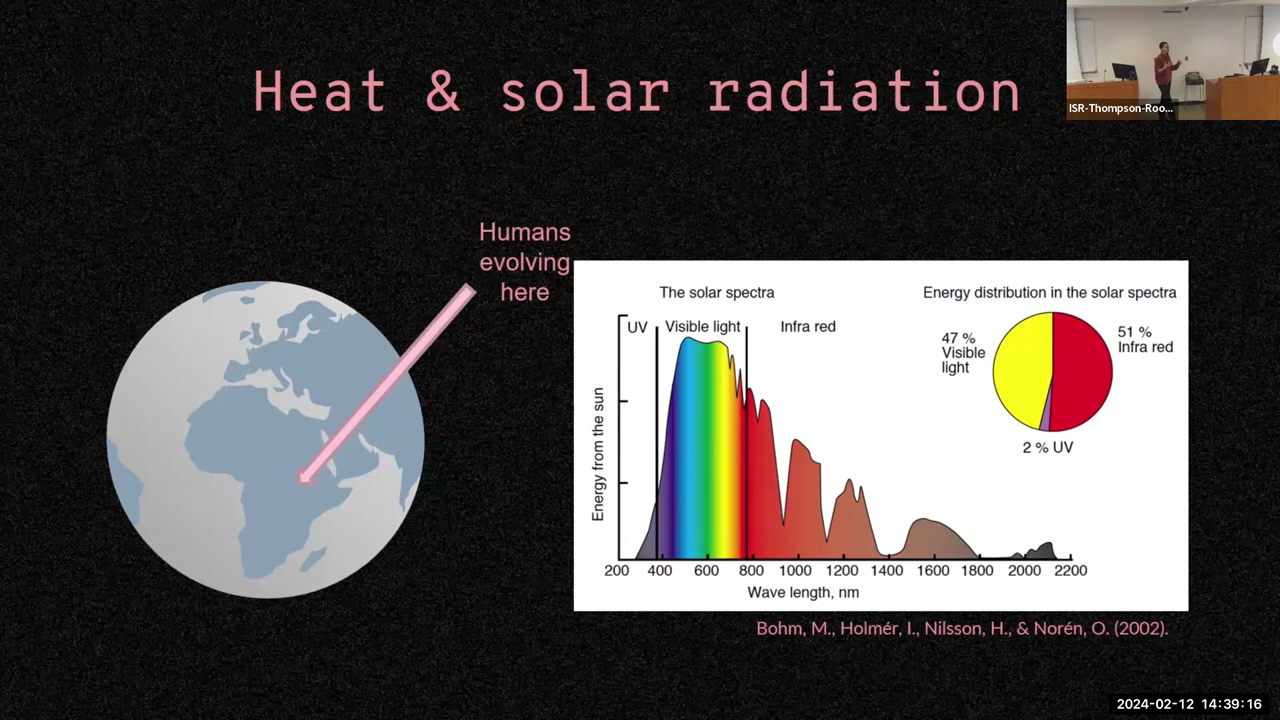 Heat & solar radiation
ISR-Thompson-Roo...
Humans
evolving
here
The solar spectra
Energy distribution in the solar spectra
UV
Visible light
Infra red
47 %
Visible
light
51 %
Infra red
2 % UV
Energy from the sun
200 400 600 800 1000 1200 1400 1600 1800 2000 2200
Wave length, nm
Bohm, M., Holmér, I., Nilsson, H., & Norén, O. (2002).
2024-02-12 14:39:16